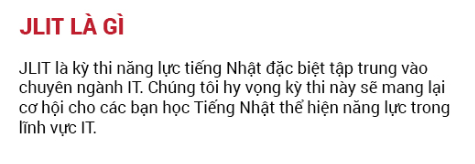 JLIT LÀ GÌ
JLIT là kỳ thi năng lực tiếng Nhật đặc biệt tập trung vào
chuyên ngành IT. Chúng tôi hy vọng kỳ thi này sẽ mang lại
cơ hội cho các bạn học Tiếng Nhật thể hiện năng lực trong
lĩnh vực IT.